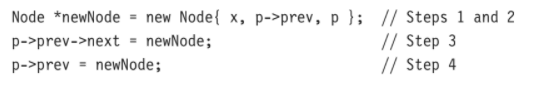 Node *newNode = new Node{ x, p->prev, p };  // Steps 1 and 2
p->prev->next = newNode;                    // Step 3
p->prev = newNode;                          // Step 4